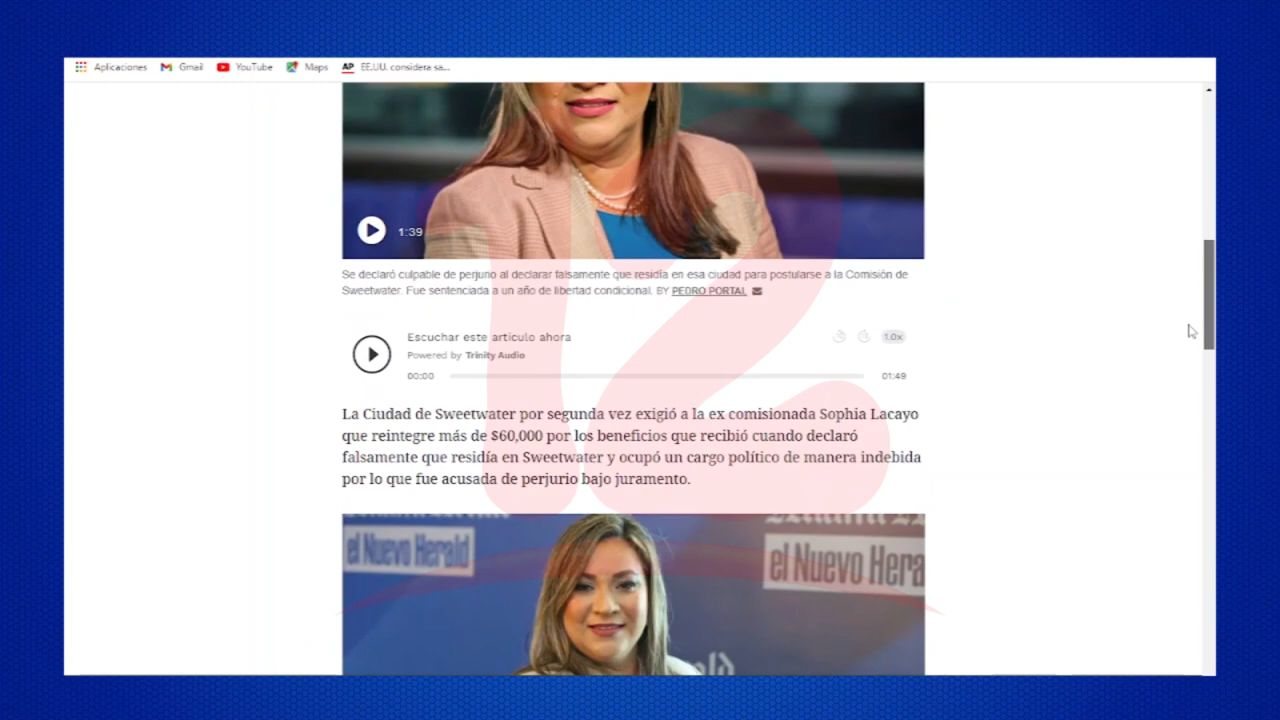 Aplicaciones Gmail YouTube Maps AP EE.UU. considera sa...
1:39
Se declaró culpable de perjurio al declarar falsamente que residía en esa ciudad para postularse a la Comisión de
Sweetwater. Fue sentenciada a un año de libertad condicional. BY PEDRO PORTAL
Escuchar este artículo ahora
1.0x
Powered by Trinity Audio
00:00 01:49
La Ciudad de Sweetwater por segunda vez exigió a la ex comisionada Sophia Lacayo
que reintegre más de $60,000 por los beneficios que recibió cuando declaró
falsamente que residía en Sweetwater y ocupó un cargo político de manera indebida
por lo que fue acusada de perjurio bajo juramento.
el Nuevo Herald
el Nuevo Hera
12